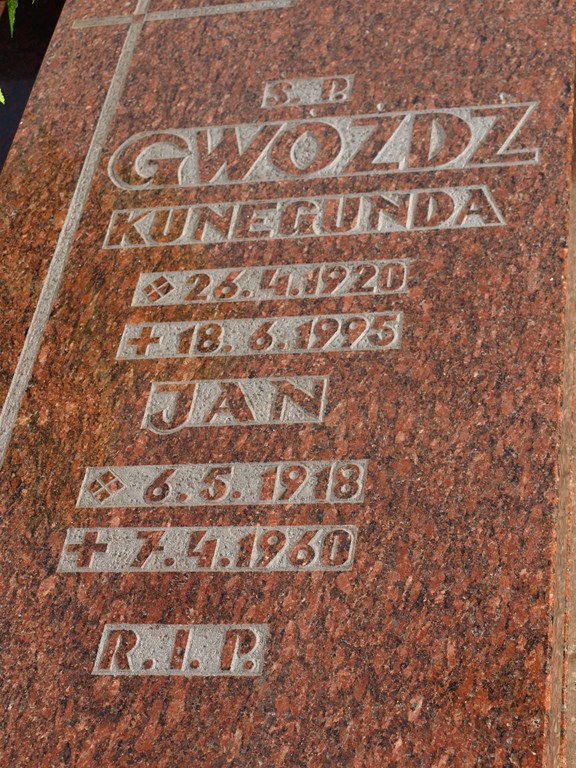 Ś. P.
GWÓŹDŹ
KUNEGUNDA
26.4.1920
+ 18.6.1995
JAN
6.5.1918
+ 7.4.1960
R.I.P.